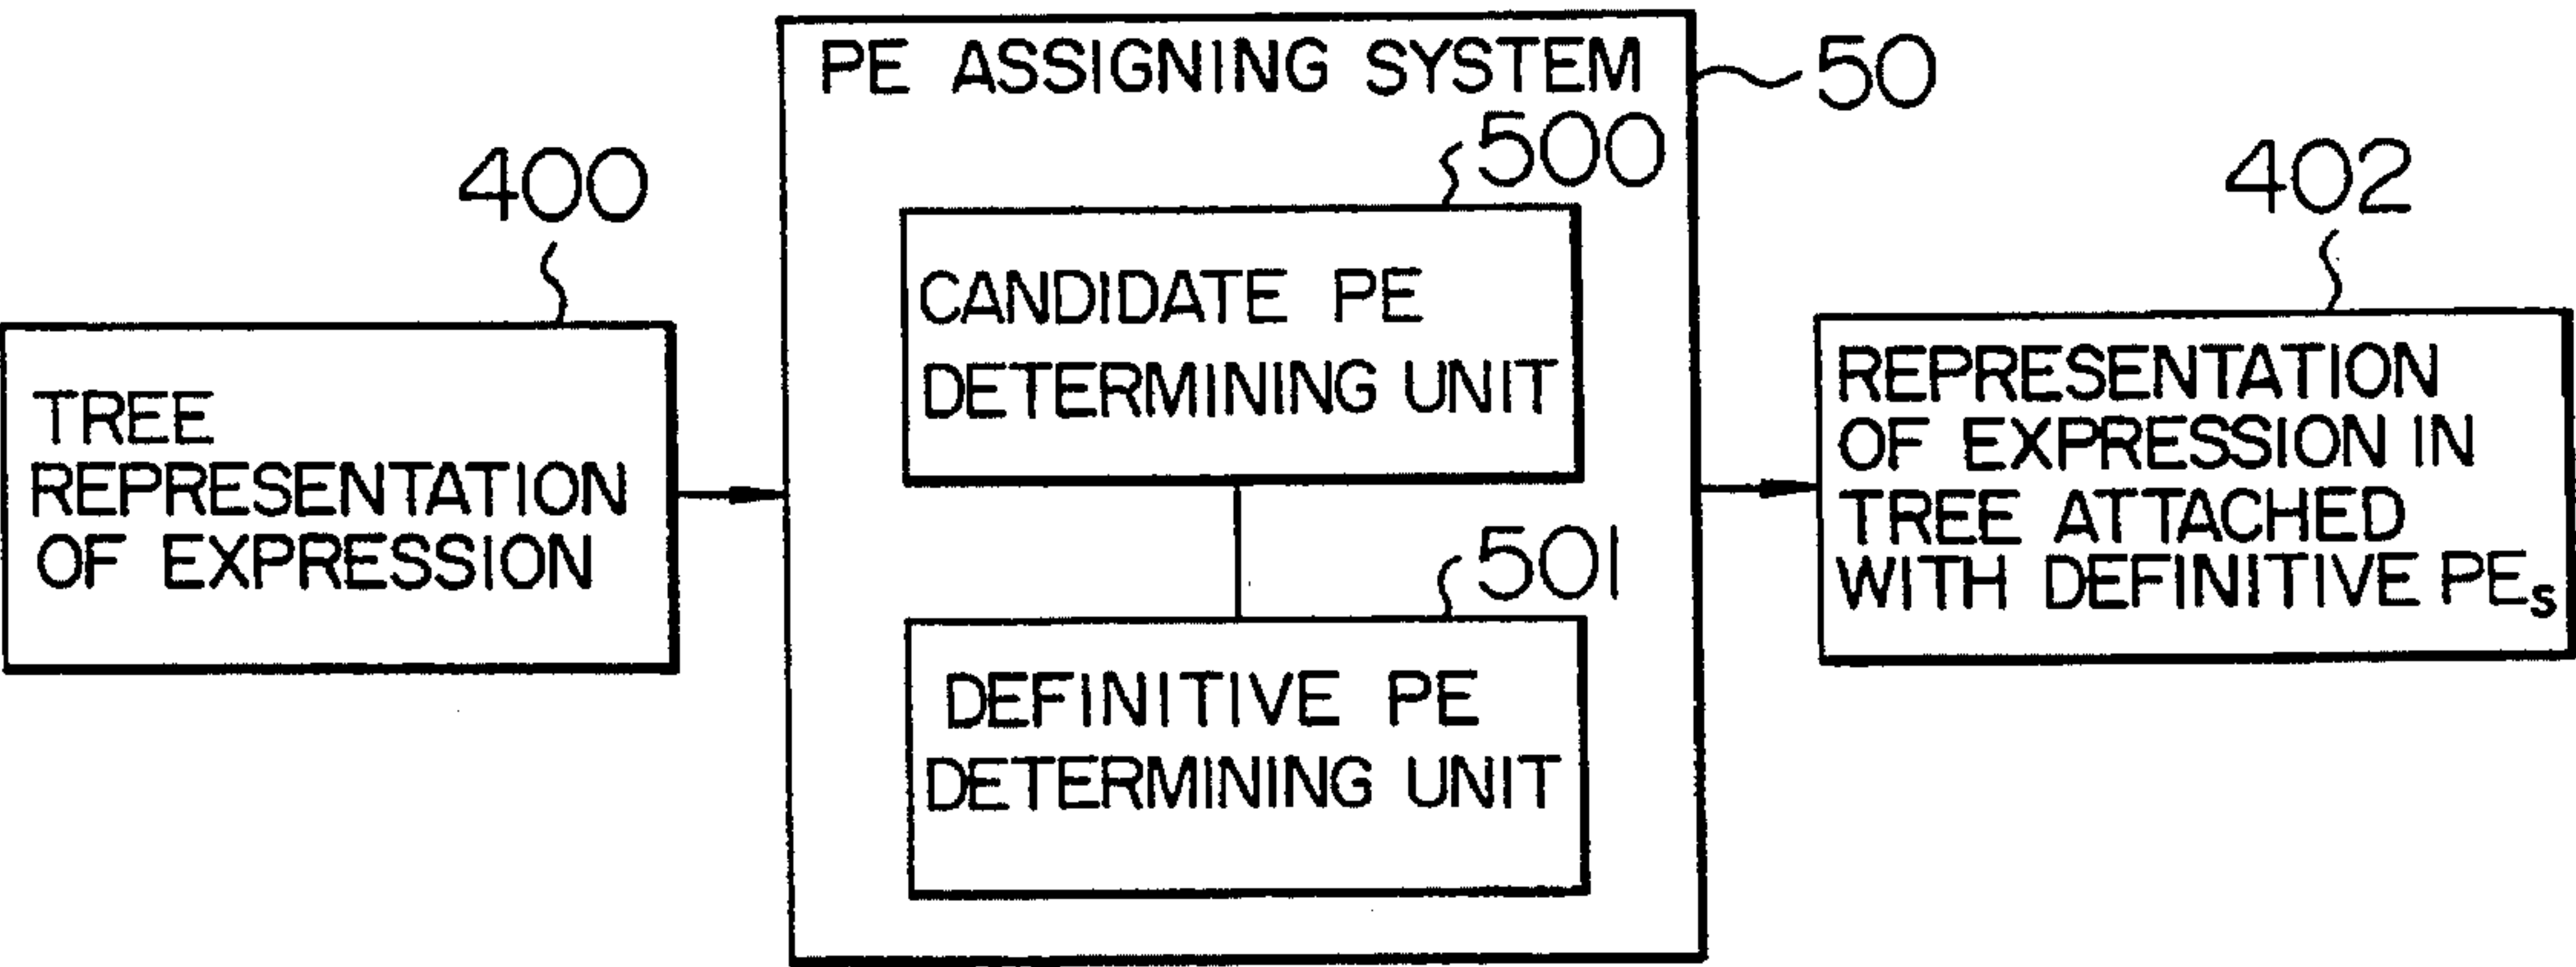 400
TREE
REPRESENTATION
OF EXPRESSION
PE ASSIGNING SYSTEM
50
500
CANDIDATE PE
DETERMINING UNIT
501
DEFINITIVE PE
DETERMINING UNIT
402
REPRESENTATION
OF EXPRESSION IN
TREE ATTACHED
WITH DEFINITIVE PEs